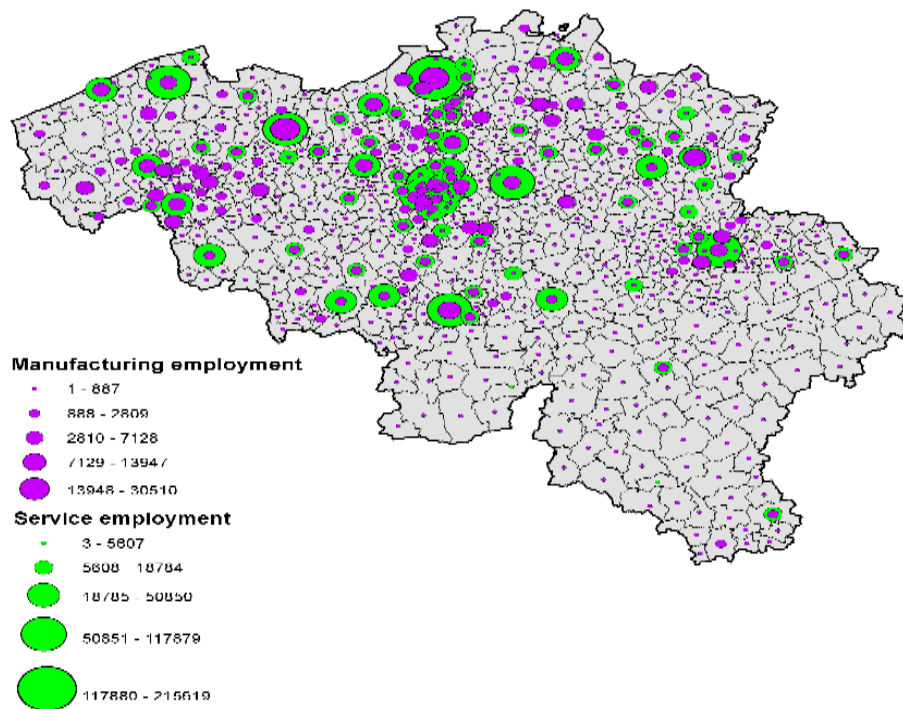 Manufacturing employment
1 - 887
888 - 2809
2810 - 7128
7129 - 13947
13948 - 30510
Service employment
3 - 5607
5608 - 18784
18785 - 50850
50851 - 117879
117880 - 215619